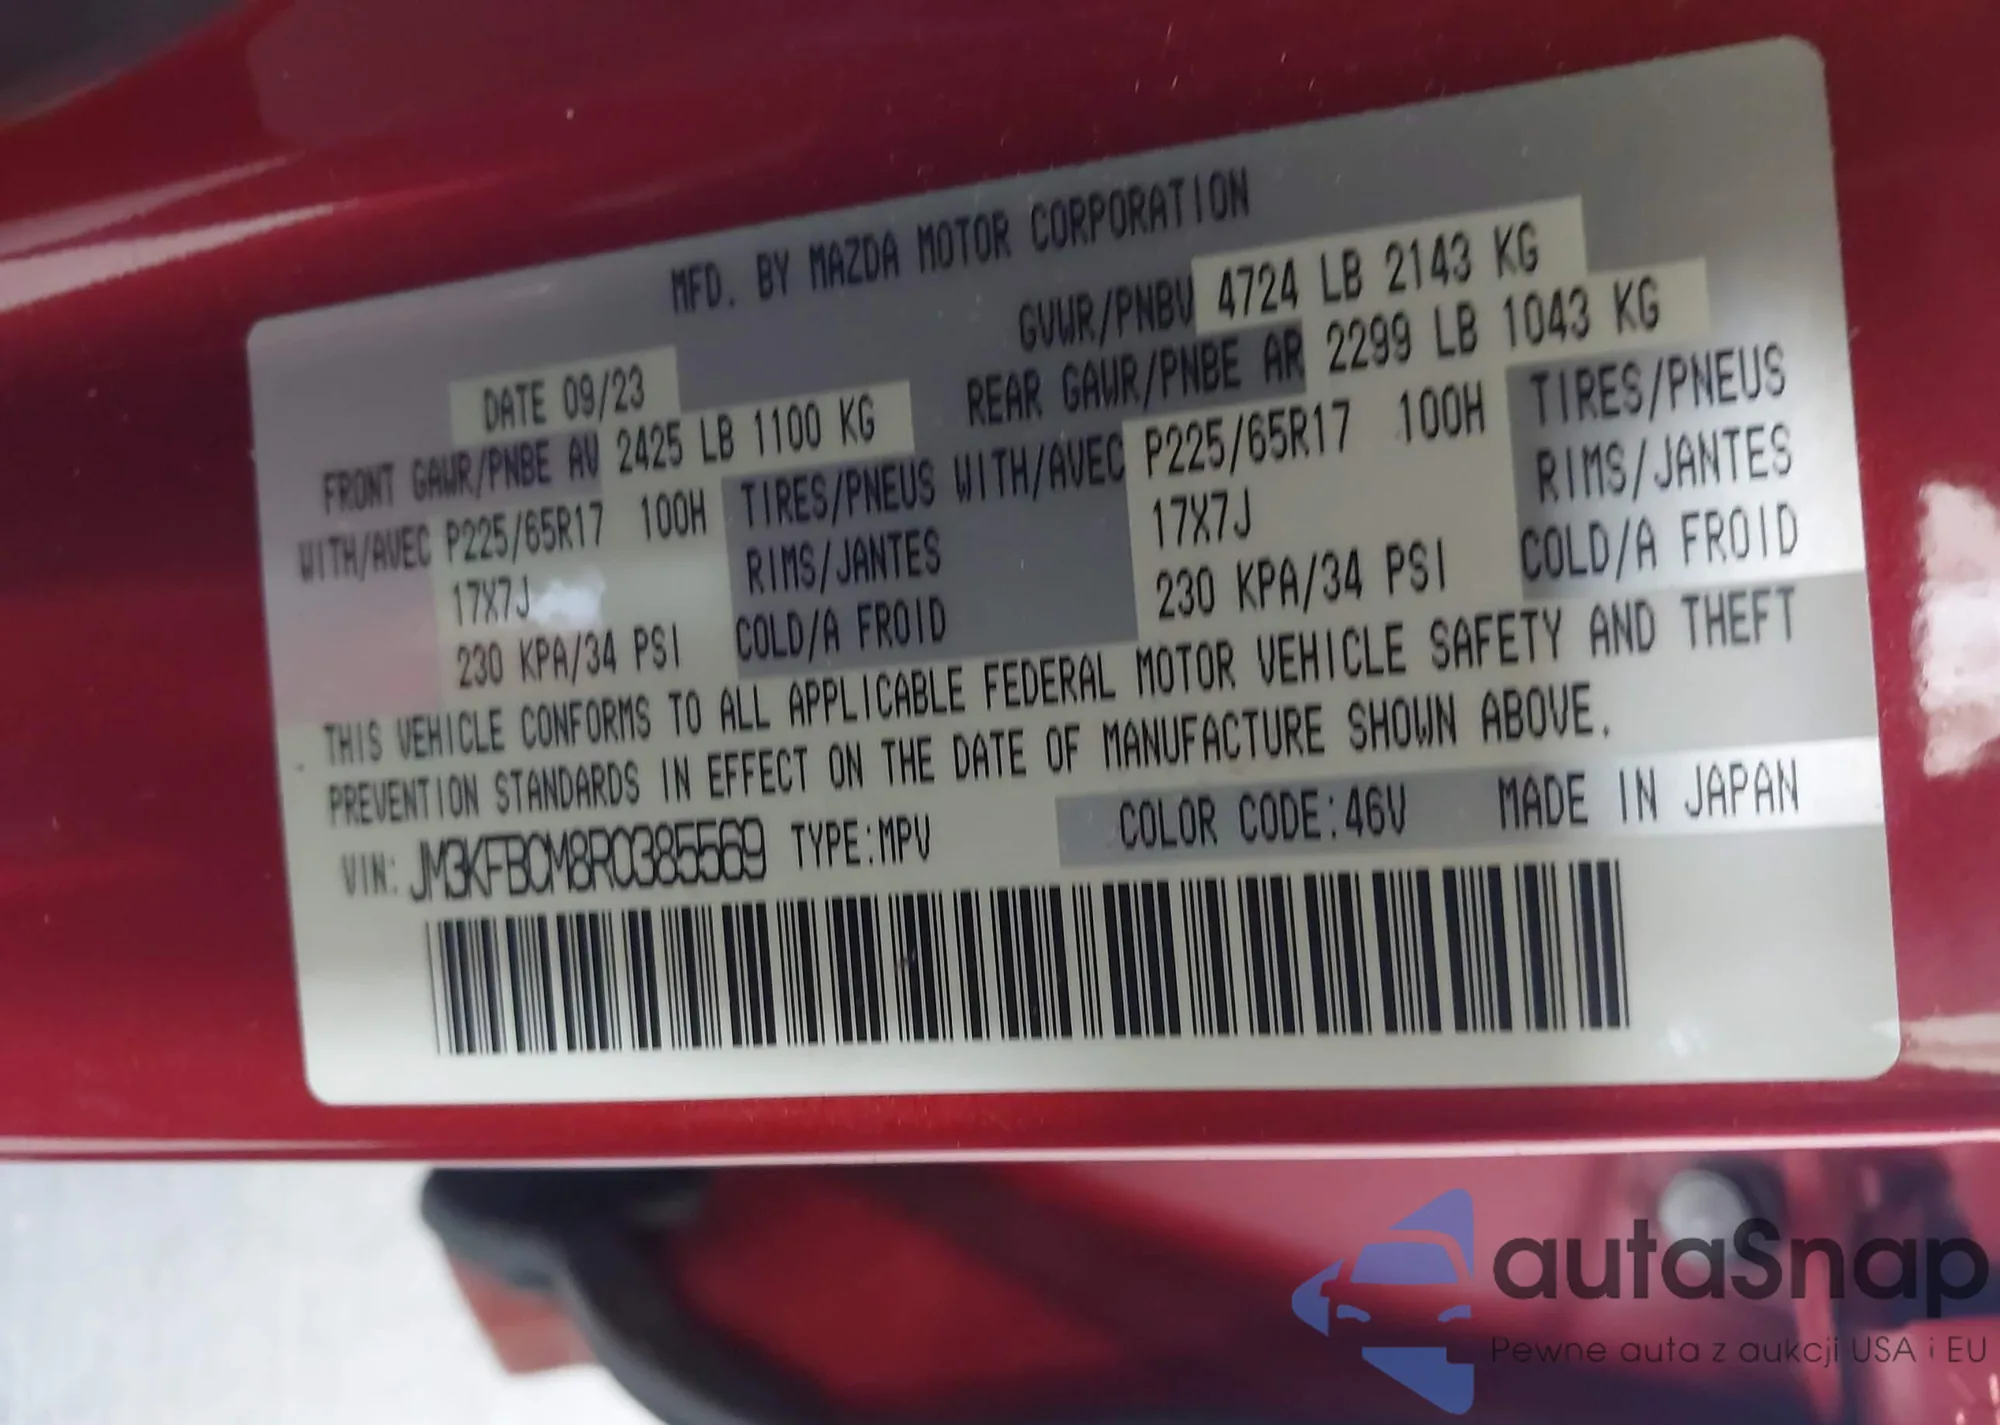 MFD. BY MAZDA MOTOR CORPORATION
DATE 09/23 GVWR/PNBV 4724 LB 2143 KG
FRONT GAWR/PNBE AV 2425 LB 1100 KG REAR GAWR/PNBE AR 2299 LB 1043 KG
WITH/AVEC P225/65R17 100H TIRES/PNEUS WITH/AVEC P225/65R17 100H TIRES/PNEUS
17X7J RIMS/JANTES 17X7J RIMS/JANTES
230 KPA/34 PSI COLD/A FROID 230 KPA/34 PSI COLD/A FROID
THIS VEHICLE CONFORMS TO ALL APPLICABLE FEDERAL MOTOR VEHICLE SAFETY AND THEFT
PREVENTION STANDARDS IN EFFECT ON THE DATE OF MANUFACTURE SHOWN ABOVE.
VIN: JM3KFBCM8R0385569 TYPE:MPV COLOR CODE:46V MADE IN JAPAN
autaSnap
Pewne auta z aukcji USA i EU